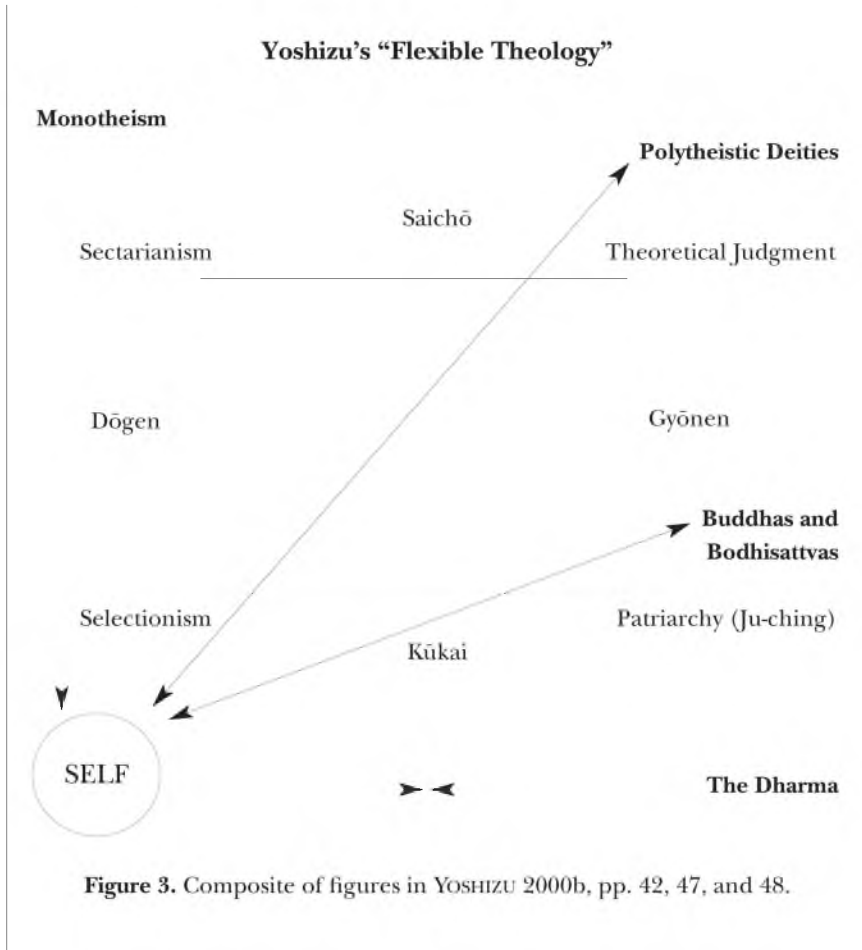 Yoshizu's "Flexible Theology"
Monotheism
Polytheistic Deities
Saichō
Sectarianism
Theoretical Judgment
Dōgen
Gyōnen
Buddhas and
Bodhisattvas
Selectionism
Patriarchy (Ju-ching)
Kūkai
SELF
The Dharma
Figure 3. Composite of figures in YOSHIZU 2000b, pp. 42, 47, and 48.